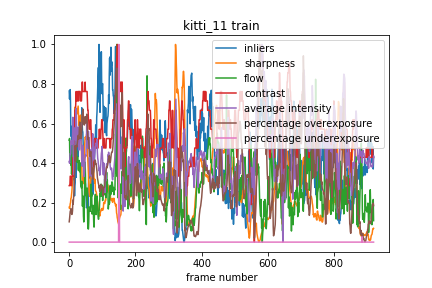 kitti_11 train
1.0
0.8
0.6
0.4
0.2
0.0
inliers
sharpness
flow
contrast
average intensity
percentage overexposure
percentage underexposure
0 200 400 600 800
frame number